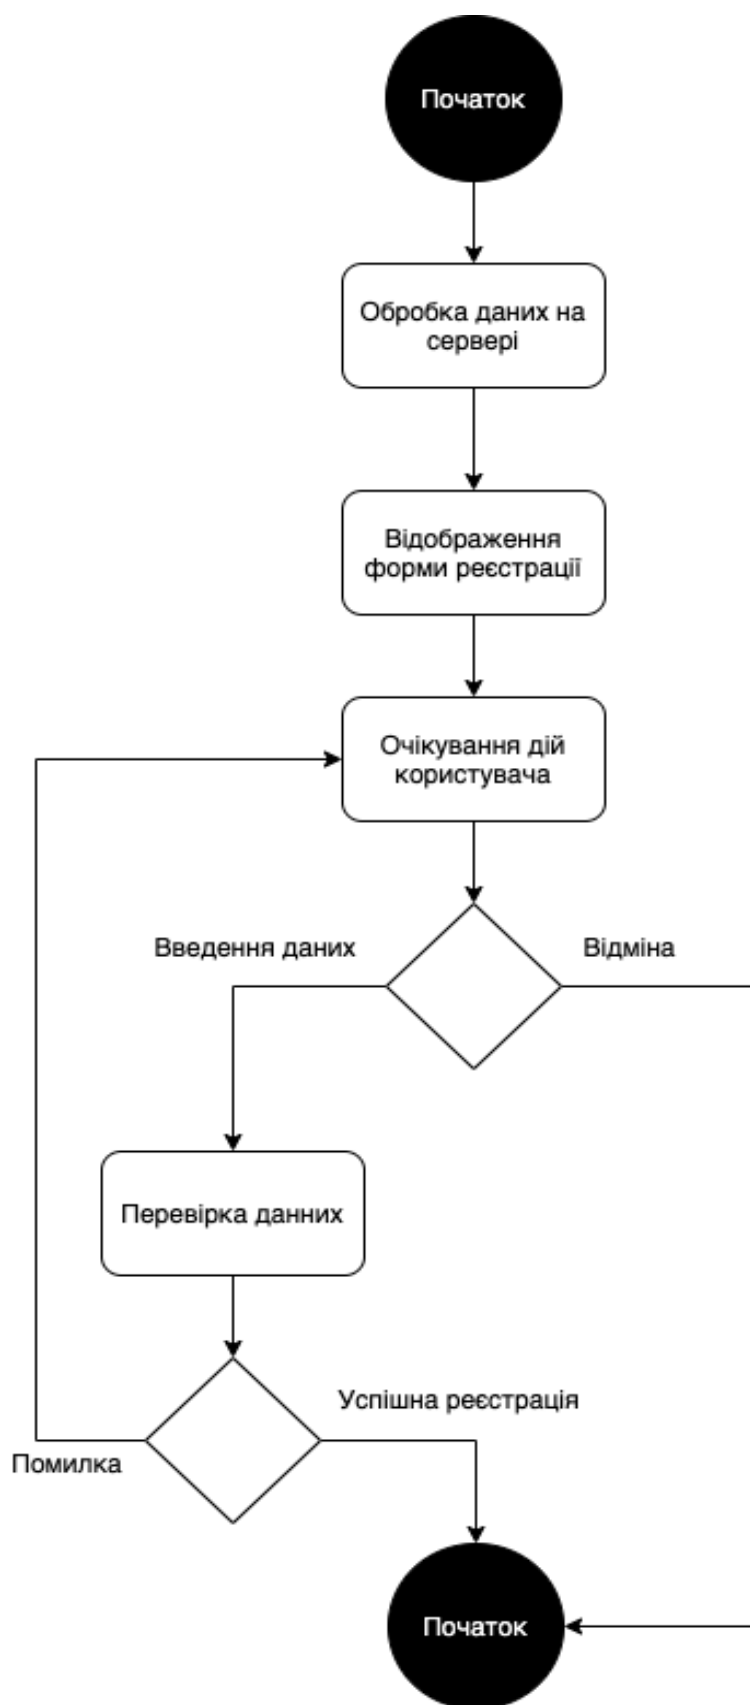 Початок
Обробка даних на
сервері
Відображення
форми реєстрації
Очікування дій
користувача
Введення даних
Відміна
Перевірка данних
Успішна реєстрація
Помилка
Початок